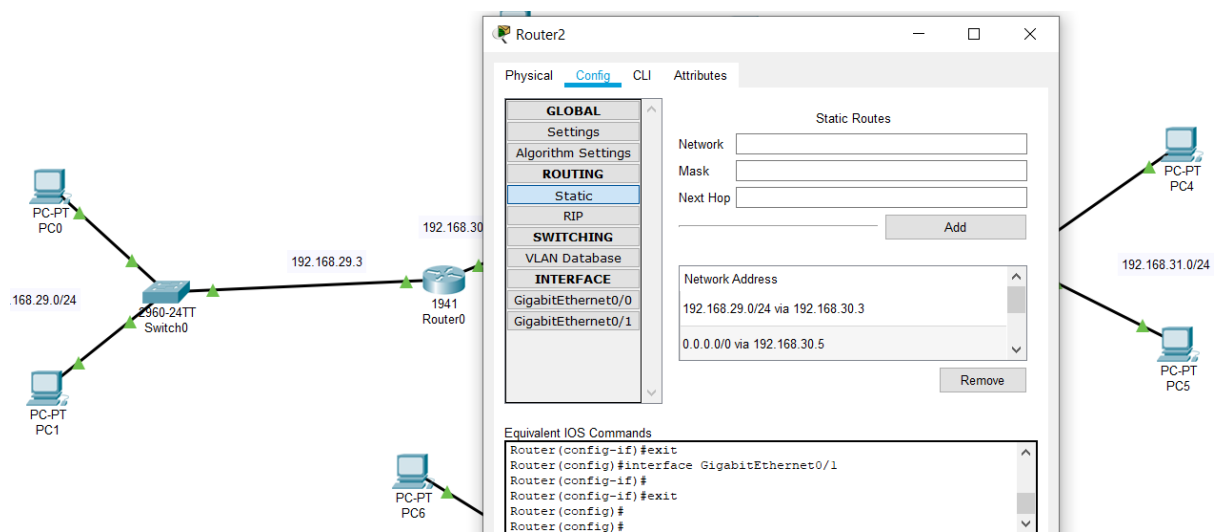 Router2
Physical Config CLI Attributes
GLOBAL
Settings
Algorithm Settings
ROUTING
Static
RIP
SWITCHING
VLAN Database
INTERFACE
GigabitEthernet0/0
GigabitEthernet0/1
Static Routes
Network
Mask
Next Hop
Add
Network Address
192.168.29.0/24 via 192.168.30.3
0.0.0.0/0 via 192.168.30.5
Remove
Equivalent IOS Commands
Router(config-if)#exit
Router(config)#interface GigabitEthernet0/1
Router(config-if)#
Router(config-if)#exit
Router(config)#
Router(config)#
PC-PT
PC0
.168.29.0/24
2960-24TT
Switch0
PC-PT
PC1
192.168.29.3
192.168.30
1941
Router0
PC-PT
PC6
PC-PT
PC4
192.168.31.0/24
PC-PT
PC5